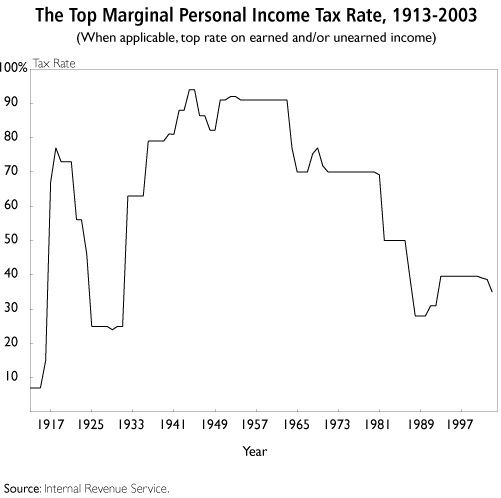 The Top Marginal Personal Income Tax Rate, 1913-2003
(When applicable, top rate on earned and/or unearned income)
100% Tax Rate
90
80
70
60
50
40
30
20
10
1917 1925 1933 1941 1949 1957 1965 1973 1981 1989 1997
Year
Source: Internal Revenue Service.